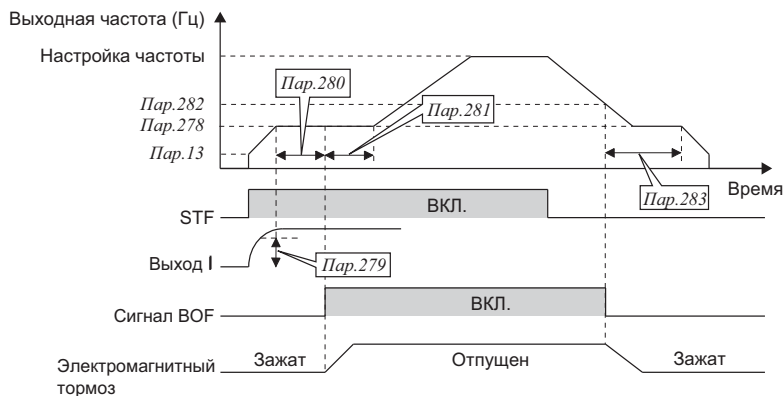 Выходная частота (Гц)
Настройка частоты
Пар.280
Пар.282
Пар.281
Пар.278
Пар.13
Время
Пар.283
STF
ВКЛ.
Выход I
Пар.279
Сигнал BOF
ВКЛ.
Электромагнитный
тормоз
Зажат
Отпущен
Зажат